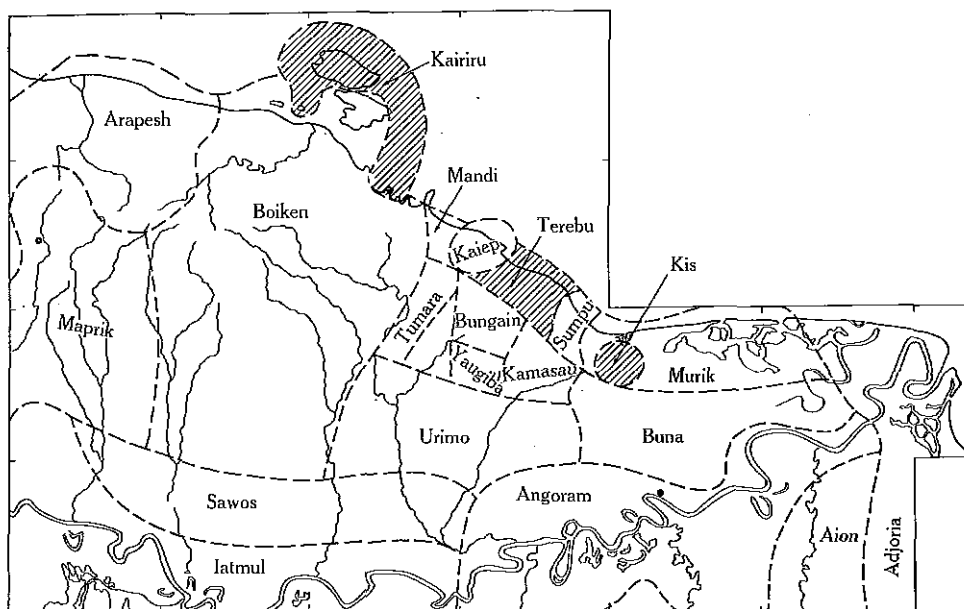 Kairiru
Arapesh
Mandi
Boiken
Terebu
Kaiep
Kis
Tumara
Bungain
Sumpu
Maprik
Yaugiba
Kamasau
Murik
Urimo
Buna
Sawos
Angoram
Iatmul
Aion
Adjoria